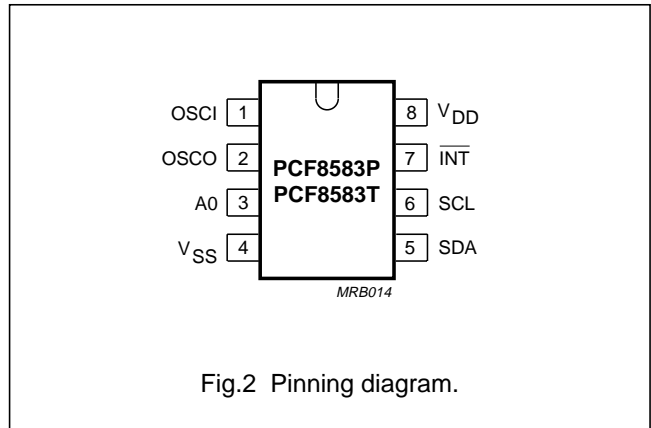 OSCI 1 8 VDD
OSCO 2 7 INT
PCF8583P
PCF8583T
A0 3 6 SCL
VSS 4 5 SDA
MRB014
Fig.2 Pinning diagram.